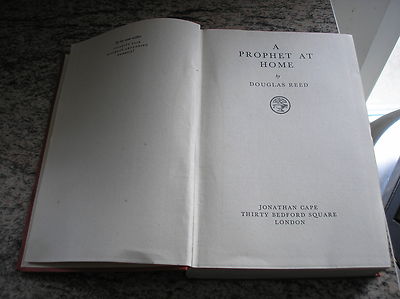 A
PROPHET AT
HOME
by
DOUGLAS REED
JONATHAN CAPE
THIRTY BEDFORD SQUARE
LONDON